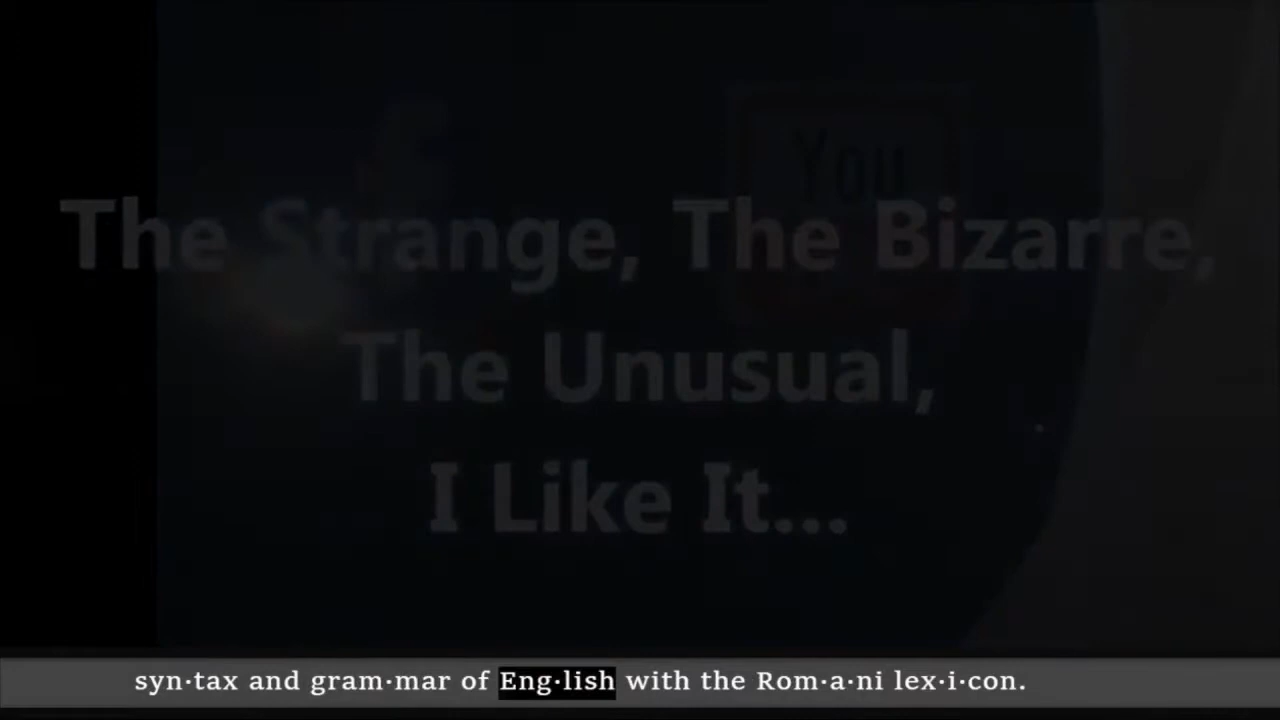 You
The Strange, The Bizarre,
The Unusual,
I Like It...
syn·tax and gram·mar of Eng·lish with the Rom·a·ni lex·i·con.